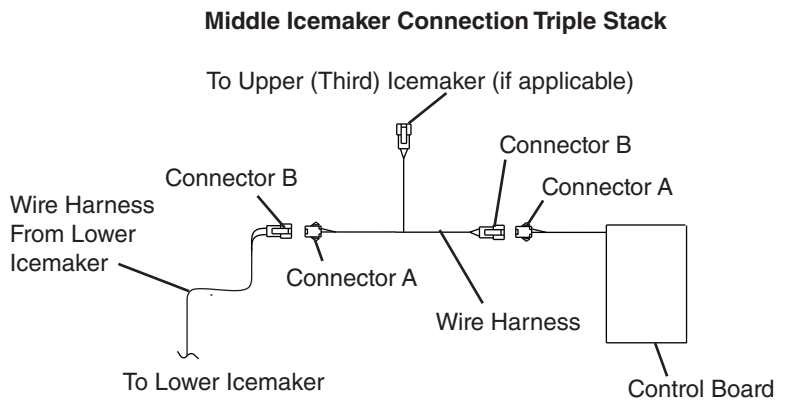 Middle Icemaker Connection Triple Stack
To Upper (Third) Icemaker (if applicable)
Connector B
Connector A
Connector B
Wire Harness
From Lower
Icemaker
Connector A
Wire Harness
To Lower Icemaker
Control Board